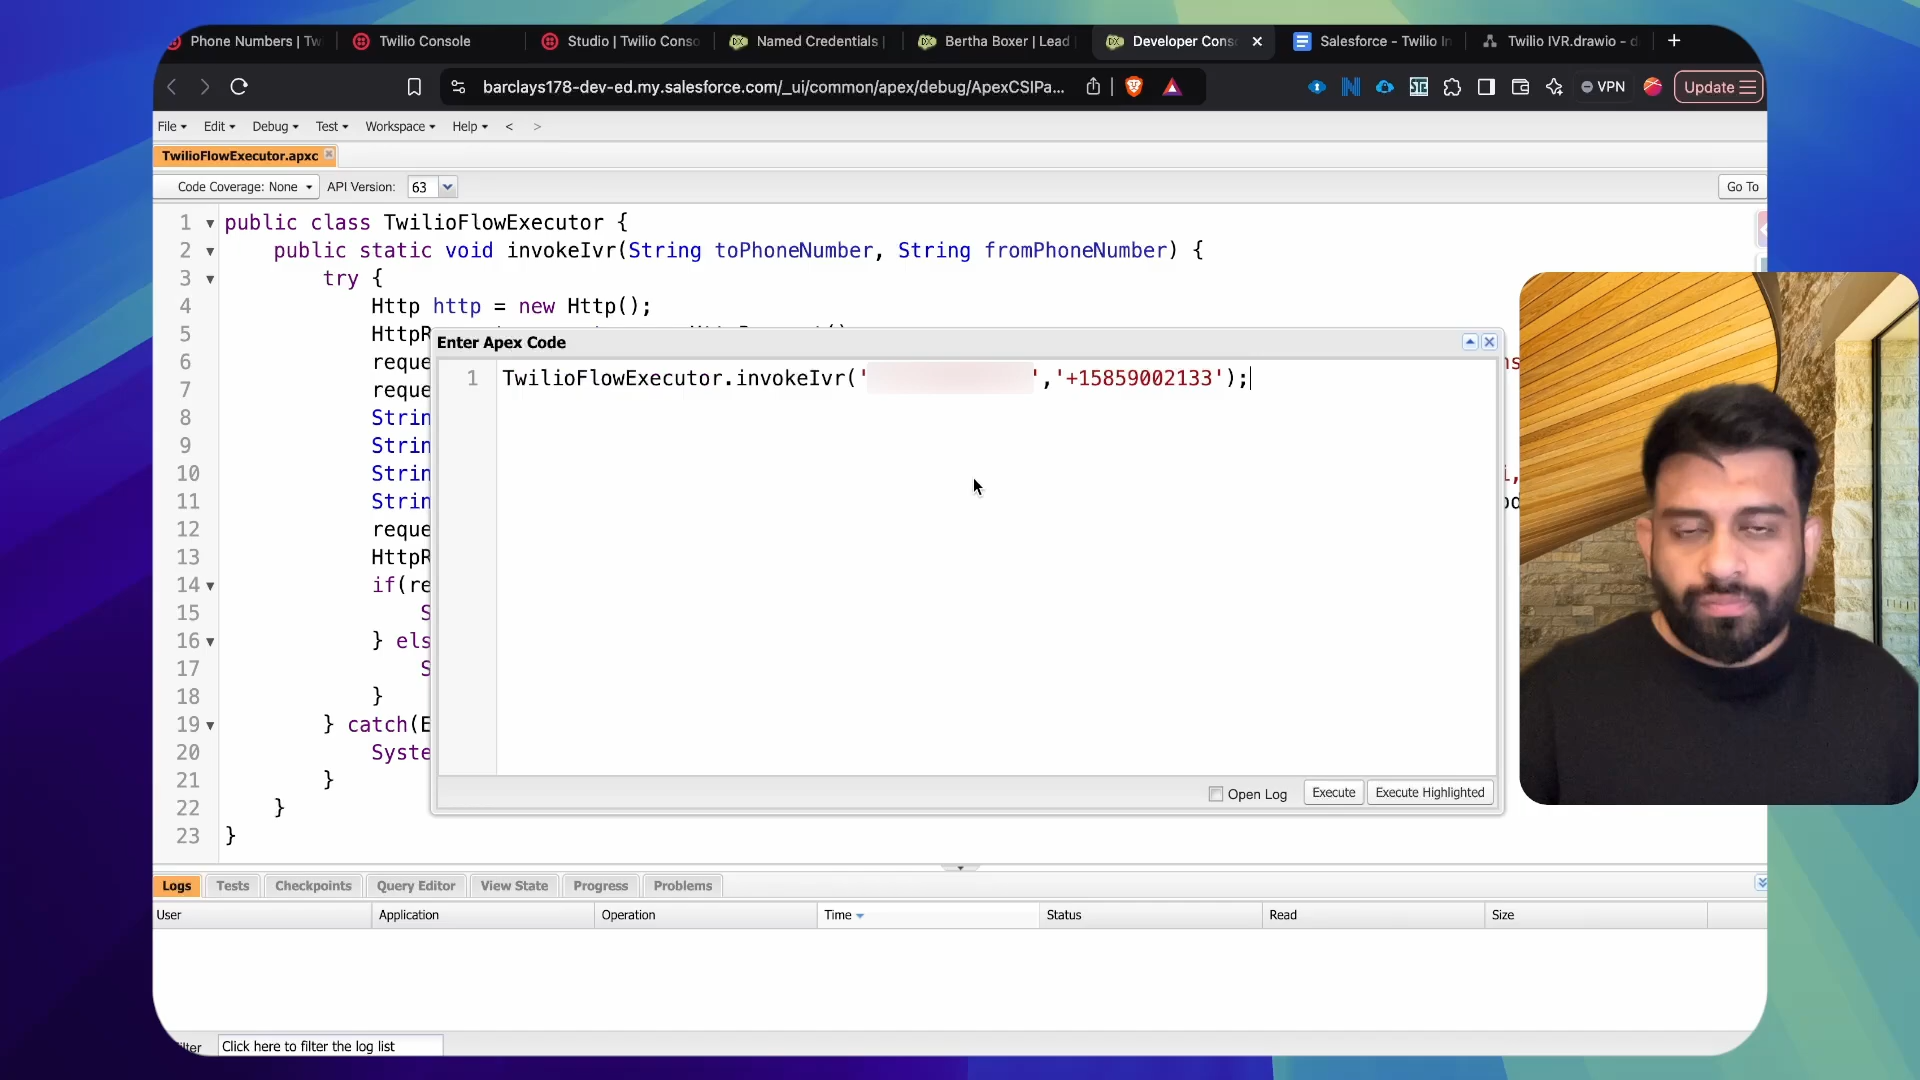 Phone Numbers | Tw
Twilio Console
Studio | Twilio Conso
Named Credentials |
Bertha Boxer | Lead
Developer Cons
Salesforce - Twilio In
Twilio IVR.drawio - d
barclays178-dev-ed.my.salesforce.com/_ui/common/apex/debug/ApexCSIPa...
VPN
Update
File Edit Debug Test Workspace Help < >
TwilioFlowExecutor.apxc
Code Coverage: None API Version: 63 Go To
1 public class TwilioFlowExecutor {
2 public static void invokeIvr(String toPhoneNumber, String fromPhoneNumber) {
3 try {
4 Http http = new Http();
5 HttpR
6 reque
7 reque
8 Strin
9 Strin
10 Strin
11 Strin
12 reque
13 HttpR
14 if(re
15 S
16 } els
17 S
18 }
19 } catch(E
20 Syste
21 }
22 }
23 }
Enter Apex Code
1 TwilioFlowExecutor.invokeIvr(' ','+15859002133');
Open Log Execute Execute Highlighted
Logs Tests Checkpoints Query Editor View State Progress Problems
User Application Operation Time Status Read Size
Click here to filter the log list